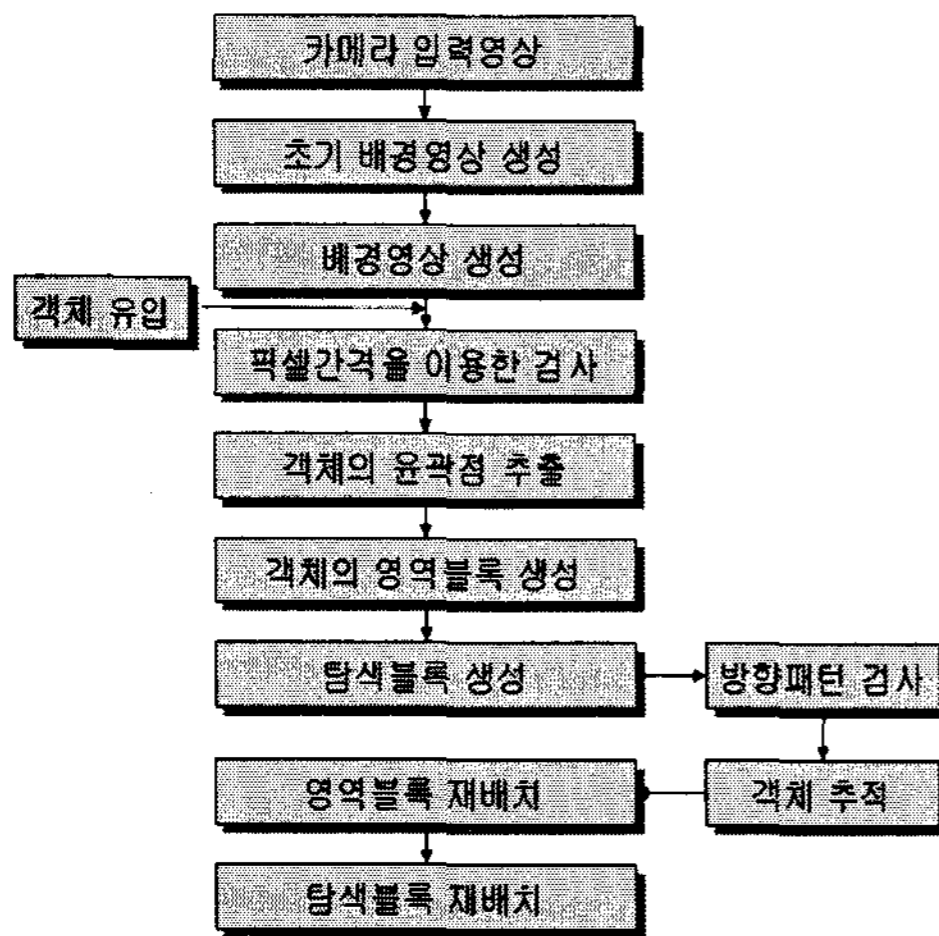 카메라 입력영상
초기 배경영상 생성
배경영상 생성
객체 유입
픽셀간격을 이용한 검사
객체의 윤곽점 추출
객체의 영역블록 생성
탐색블록 생성
방향패턴 검사
영역블록 재배치
객체 추적
탐색블록 재배치